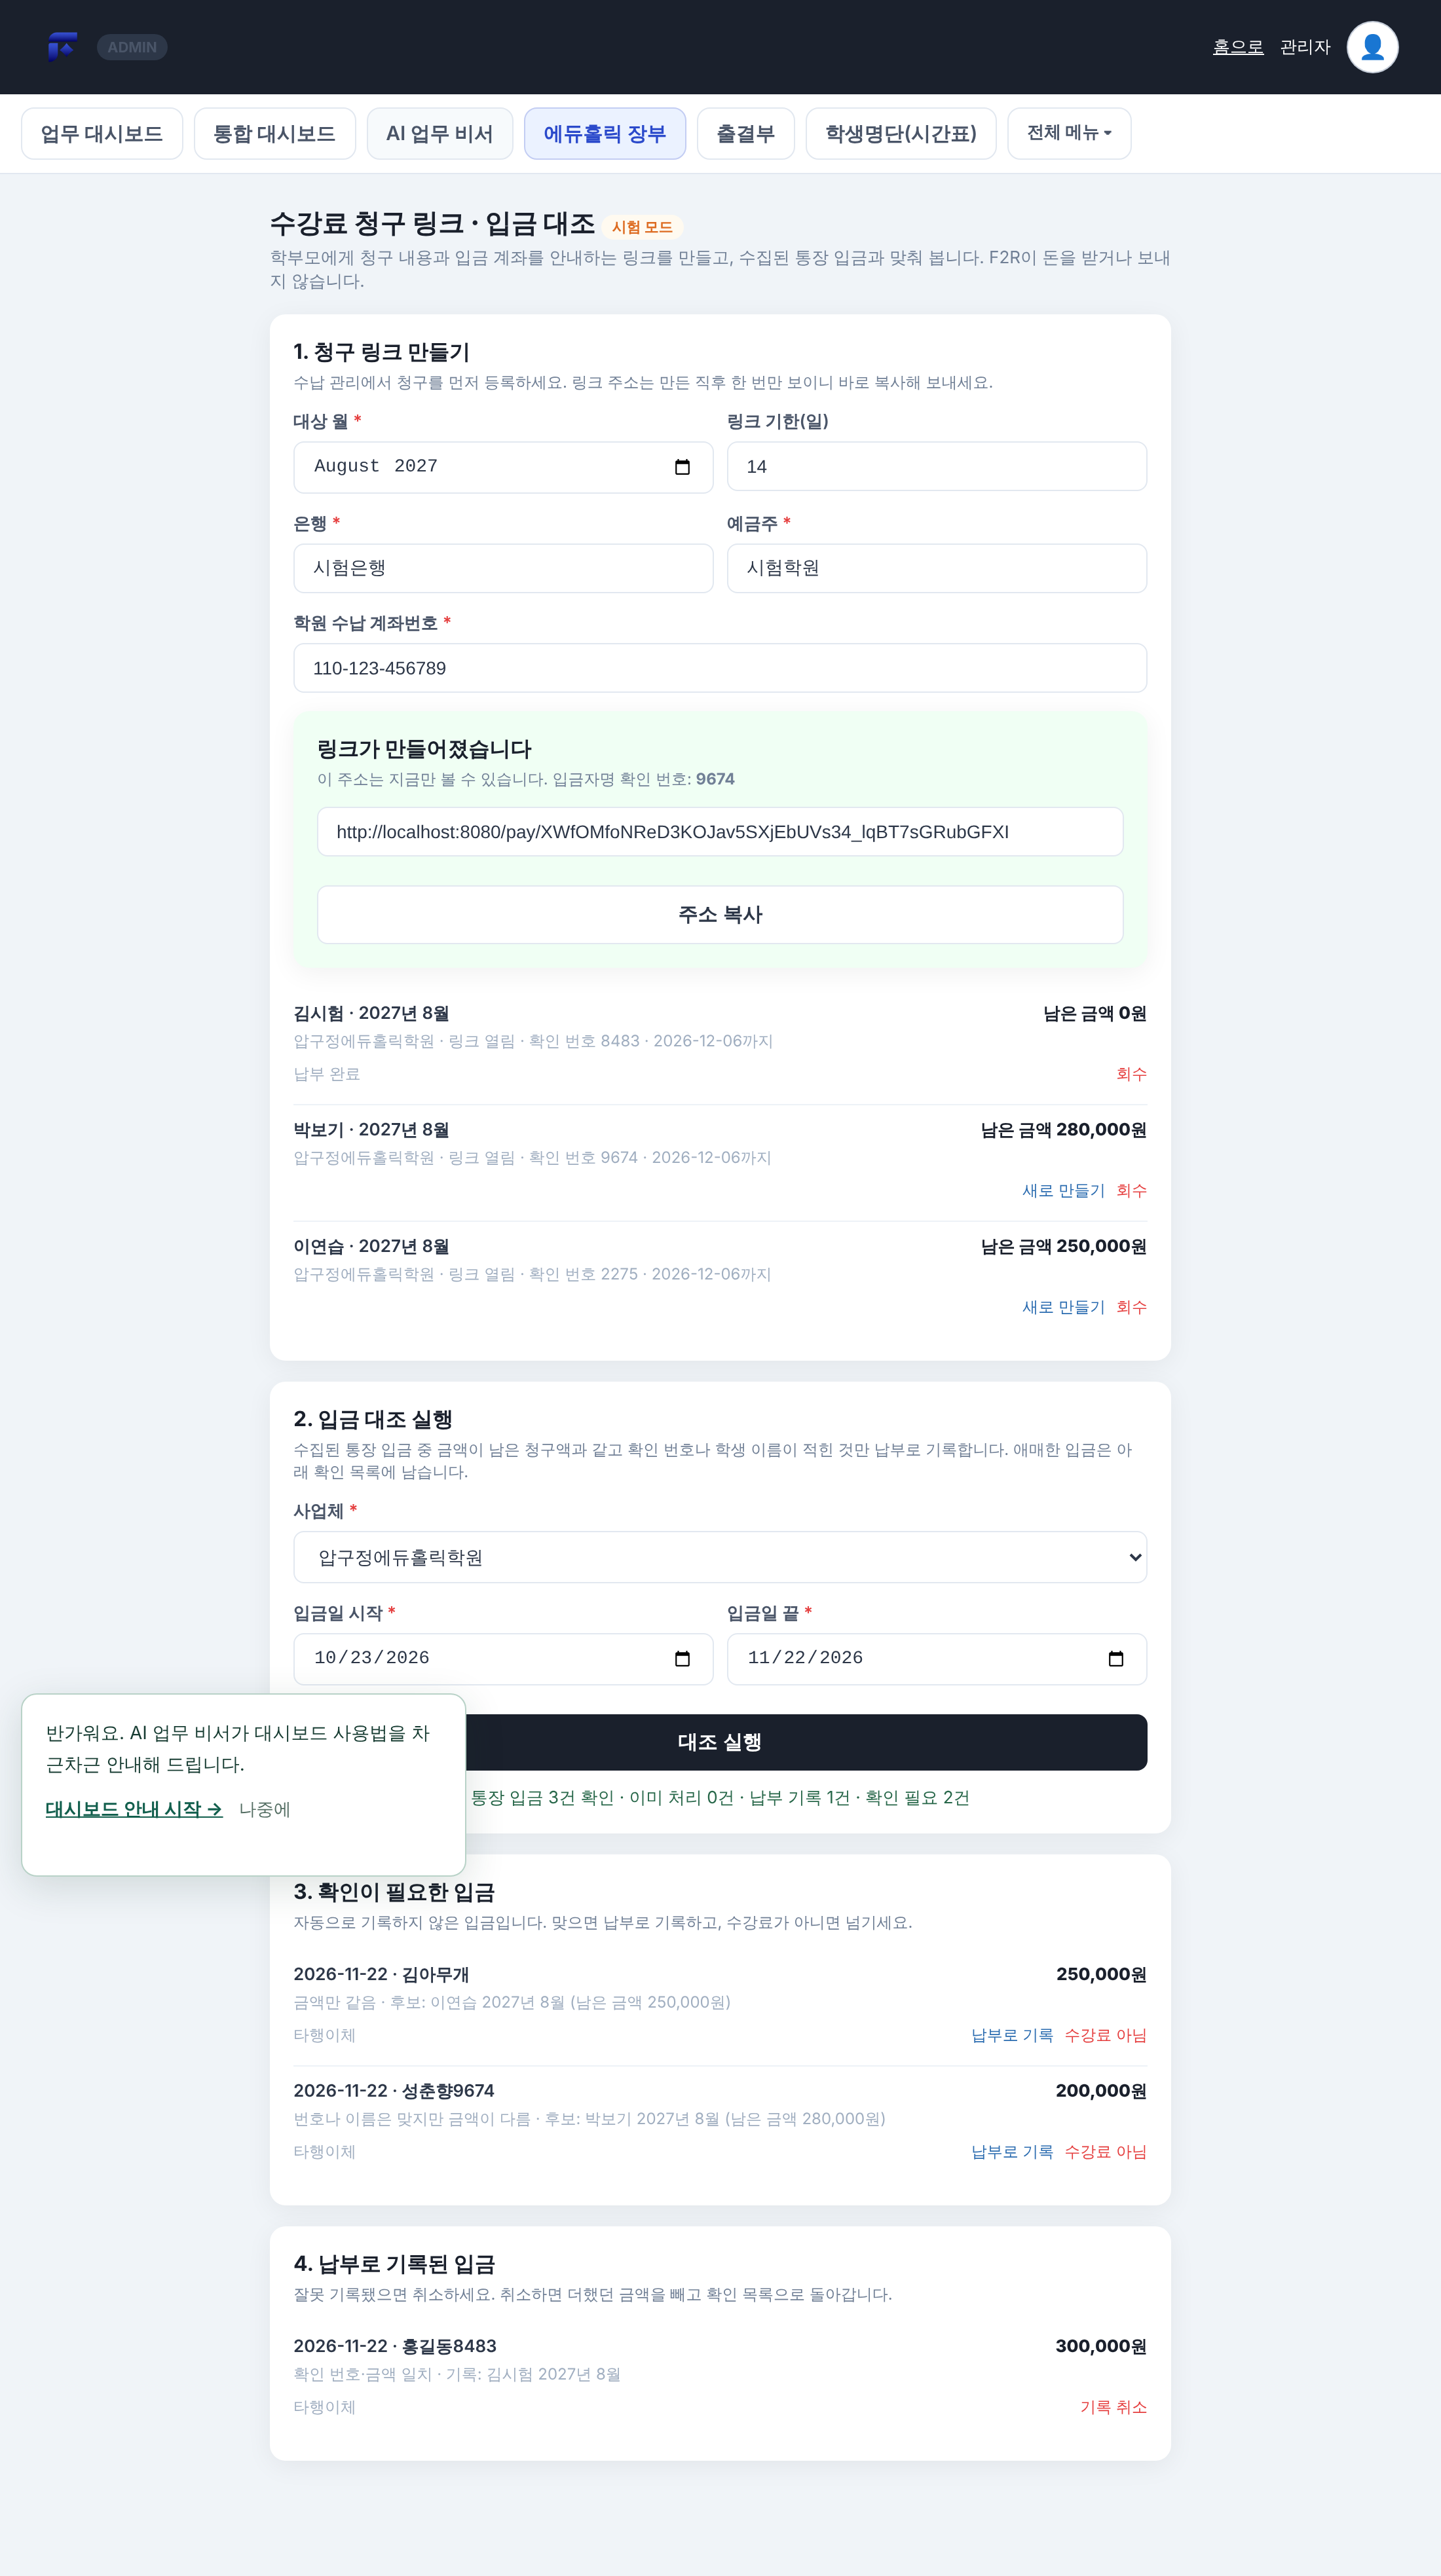 ADMIN
홈으로 관리자
업무 대시보드 통합 대시보드 AI 업무 비서 에듀홀릭 장부 출결부 학생명단(시간표) 전체 메뉴
수강료 청구 링크 · 입금 대조 시험 모드
학부모에게 청구 내용과 입금 계좌를 안내하는 링크를 만들고, 수집된 통장 입금과 맞춰 봅니다. F2R이 돈을 받거나 보내
지 않습니다.
1. 청구 링크 만들기
수납 관리에서 청구를 먼저 등록하세요. 링크 주소는 만든 직후 한 번만 보이니 바로 복사해 보내세요.
대상 월 * 링크 기한(일)
August 2027 14
은행 * 예금주 *
시험은행 시험학원
학원 수납 계좌번호 *
110-123-456789
링크가 만들어졌습니다
이 주소는 지금만 볼 수 있습니다. 입금자명 확인 번호: 9674
http://localhost:8080/pay/XWfOMfoNReD3KOJav5SXjEbUVs34_lqBT7sGRubGFXI
주소 복사
김시험 · 2027년 8월 남은 금액 0원
압구정에듀홀릭학원 · 링크 열림 · 확인 번호 8483 · 2026-12-06까지
납부 완료 회수
박보기 · 2027년 8월 남은 금액 280,000원
압구정에듀홀릭학원 · 링크 열림 · 확인 번호 9674 · 2026-12-06까지
새로 만들기 회수
이연습 · 2027년 8월 남은 금액 250,000원
압구정에듀홀릭학원 · 링크 열림 · 확인 번호 2275 · 2026-12-06까지
새로 만들기 회수
2. 입금 대조 실행
수집된 통장 입금 중 금액이 남은 청구액과 같고 확인 번호나 학생 이름이 적힌 것만 납부로 기록합니다. 애매한 입금은 아
래 확인 목록에 남습니다.
사업체 *
압구정에듀홀릭학원
입금일 시작 * 입금일 끝 *
10/23/2026 11/22/2026
대조 실행
통장 입금 3건 확인 · 이미 처리 0건 · 납부 기록 1건 · 확인 필요 2건
반가워요. AI 업무 비서가 대시보드 사용법을 차
근차근 안내해 드립니다.
대시보드 안내 시작 → 나중에
3. 확인이 필요한 입금
자동으로 기록하지 않은 입금입니다. 맞으면 납부로 기록하고, 수강료가 아니면 넘기세요.
2026-11-22 · 김아무개 250,000원
금액만 같음 · 후보: 이연습 2027년 8월 (남은 금액 250,000원)
타행이체 납부로 기록 수강료 아님
2026-11-22 · 성춘향9674 200,000원
번호나 이름은 맞지만 금액이 다름 · 후보: 박보기 2027년 8월 (남은 금액 280,000원)
타행이체 납부로 기록 수강료 아님
4. 납부로 기록된 입금
잘못 기록됐으면 취소하세요. 취소하면 더했던 금액을 빼고 확인 목록으로 돌아갑니다.
2026-11-22 · 홍길동8483 300,000원
확인 번호·금액 일치 · 기록: 김시험 2027년 8월
타행이체 기록 취소